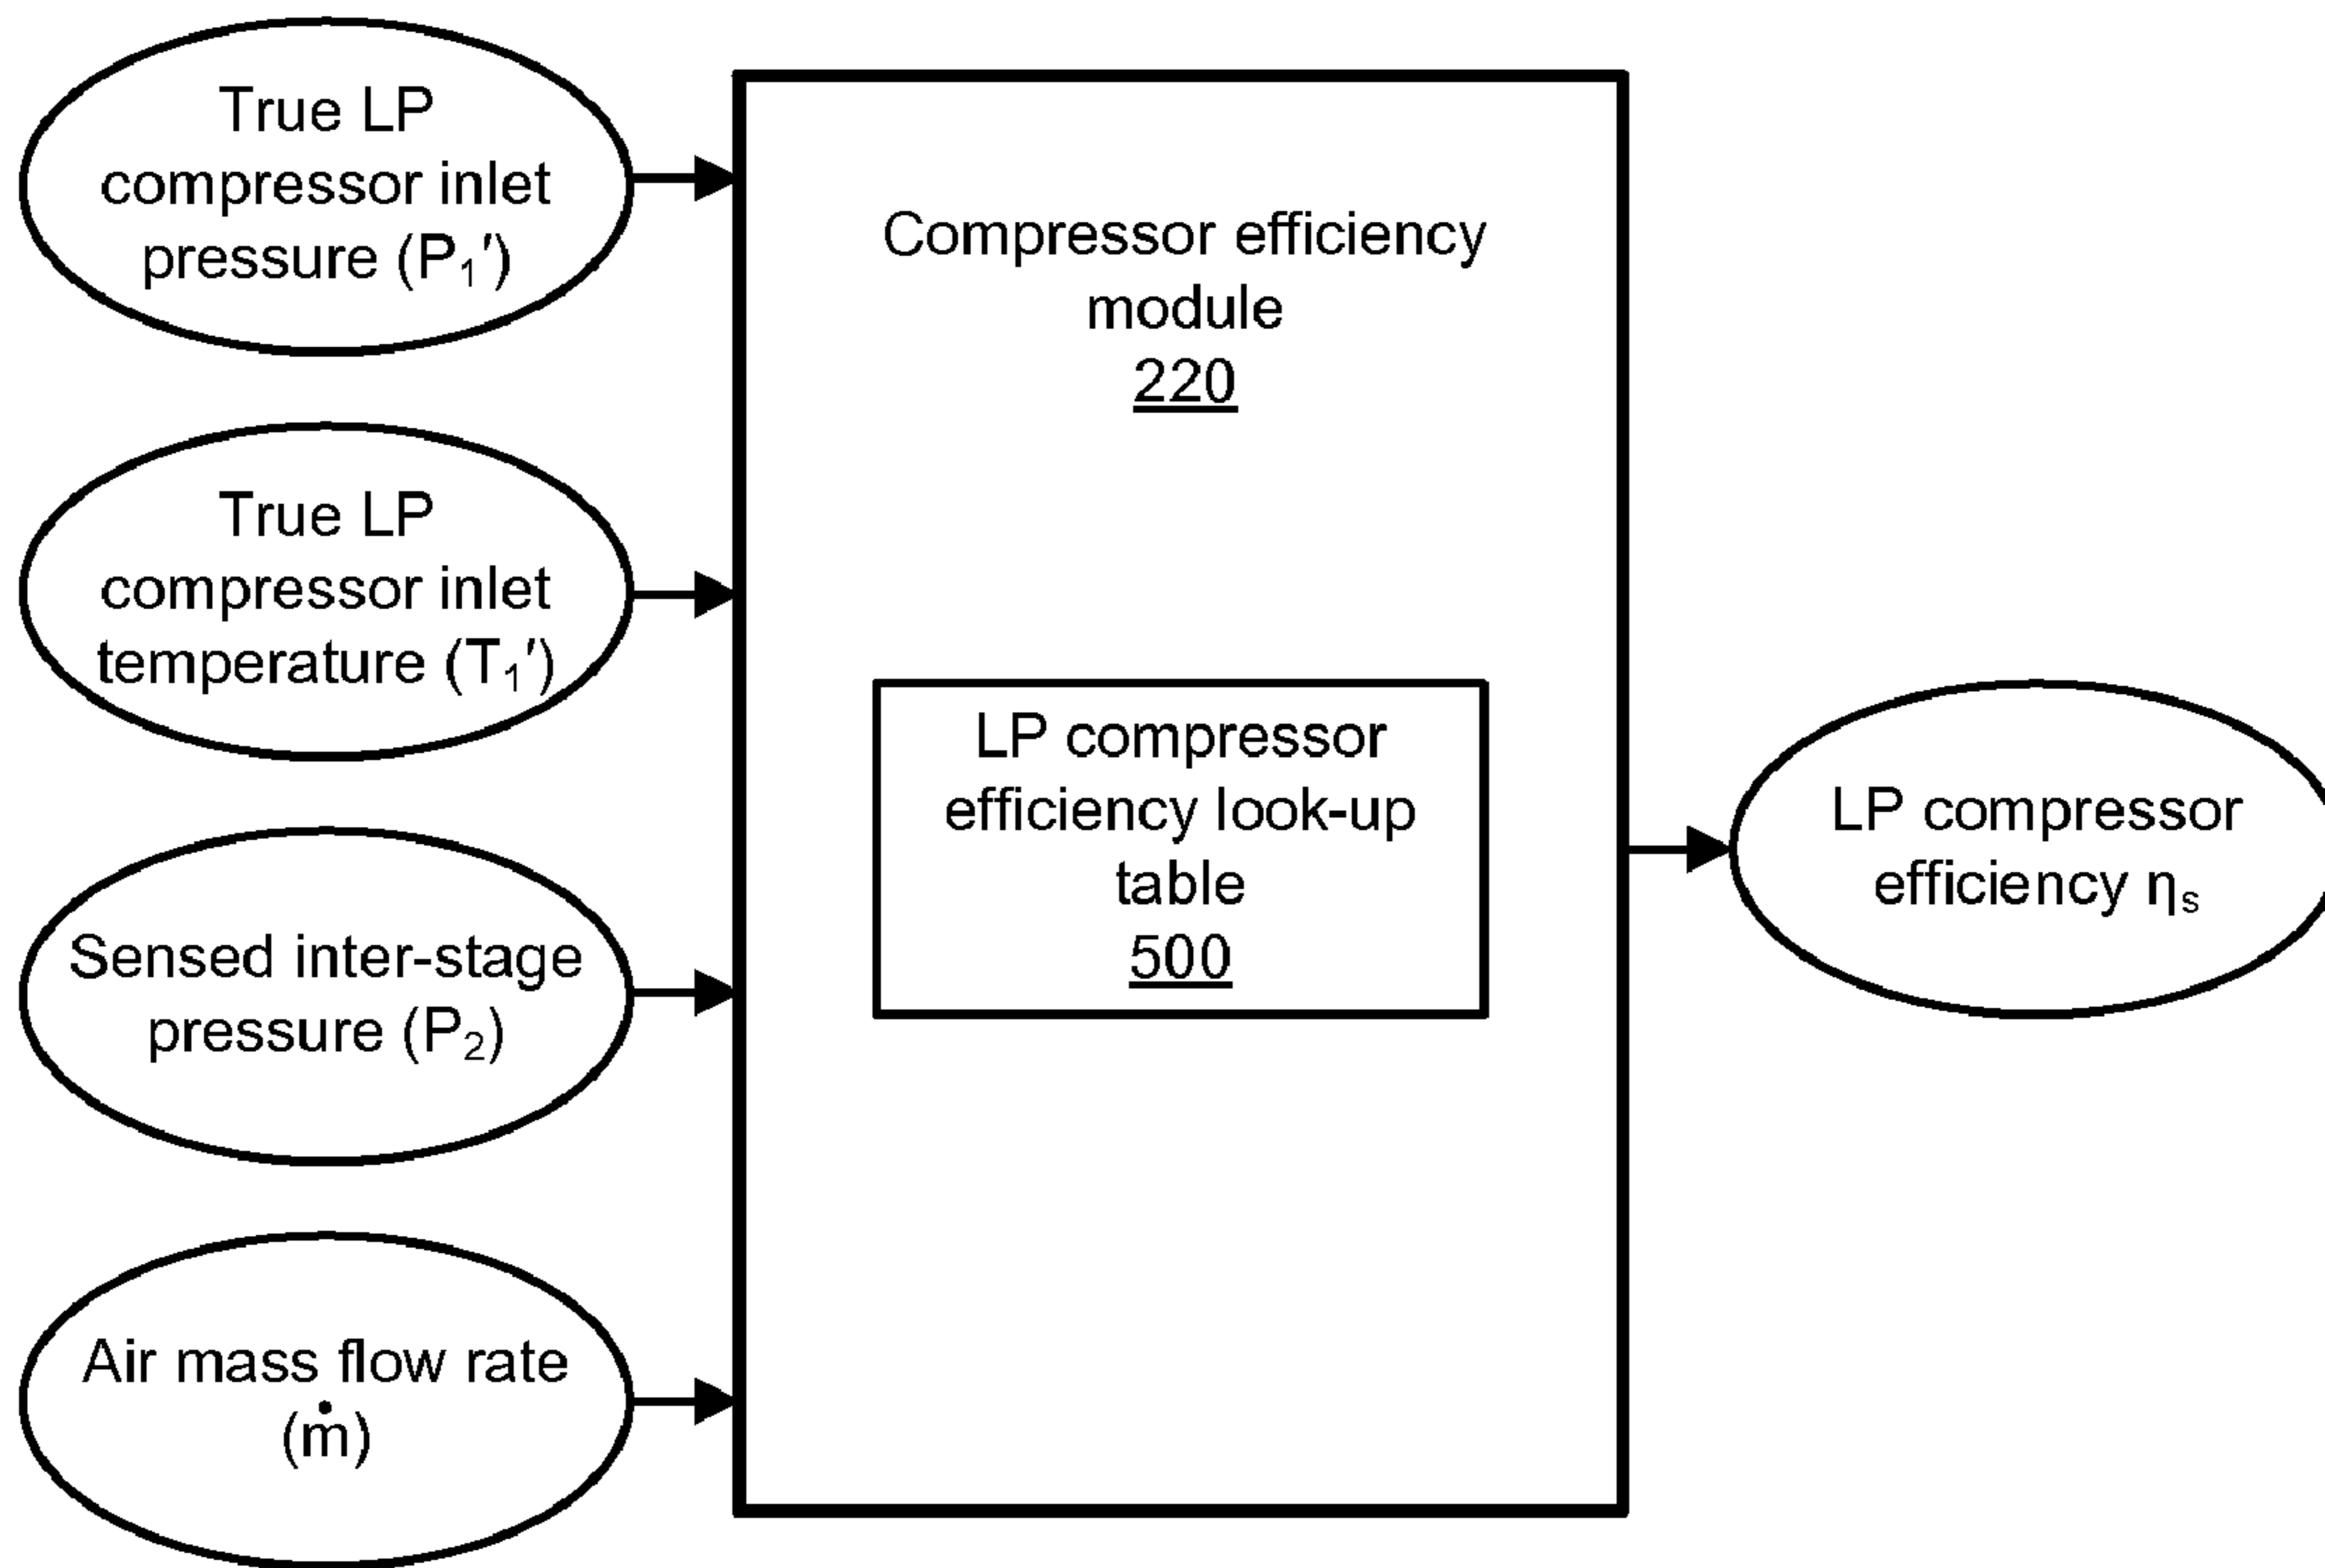 True LP
compressor inlet
pressure (P₁′)
True LP
compressor inlet
temperature (T₁′)
Sensed inter-stage
pressure (P₂)
Air mass flow rate
(ṁ)
Compressor efficiency
module
220
LP compressor
efficiency look-up
table
500
LP compressor
efficiency ηₛ